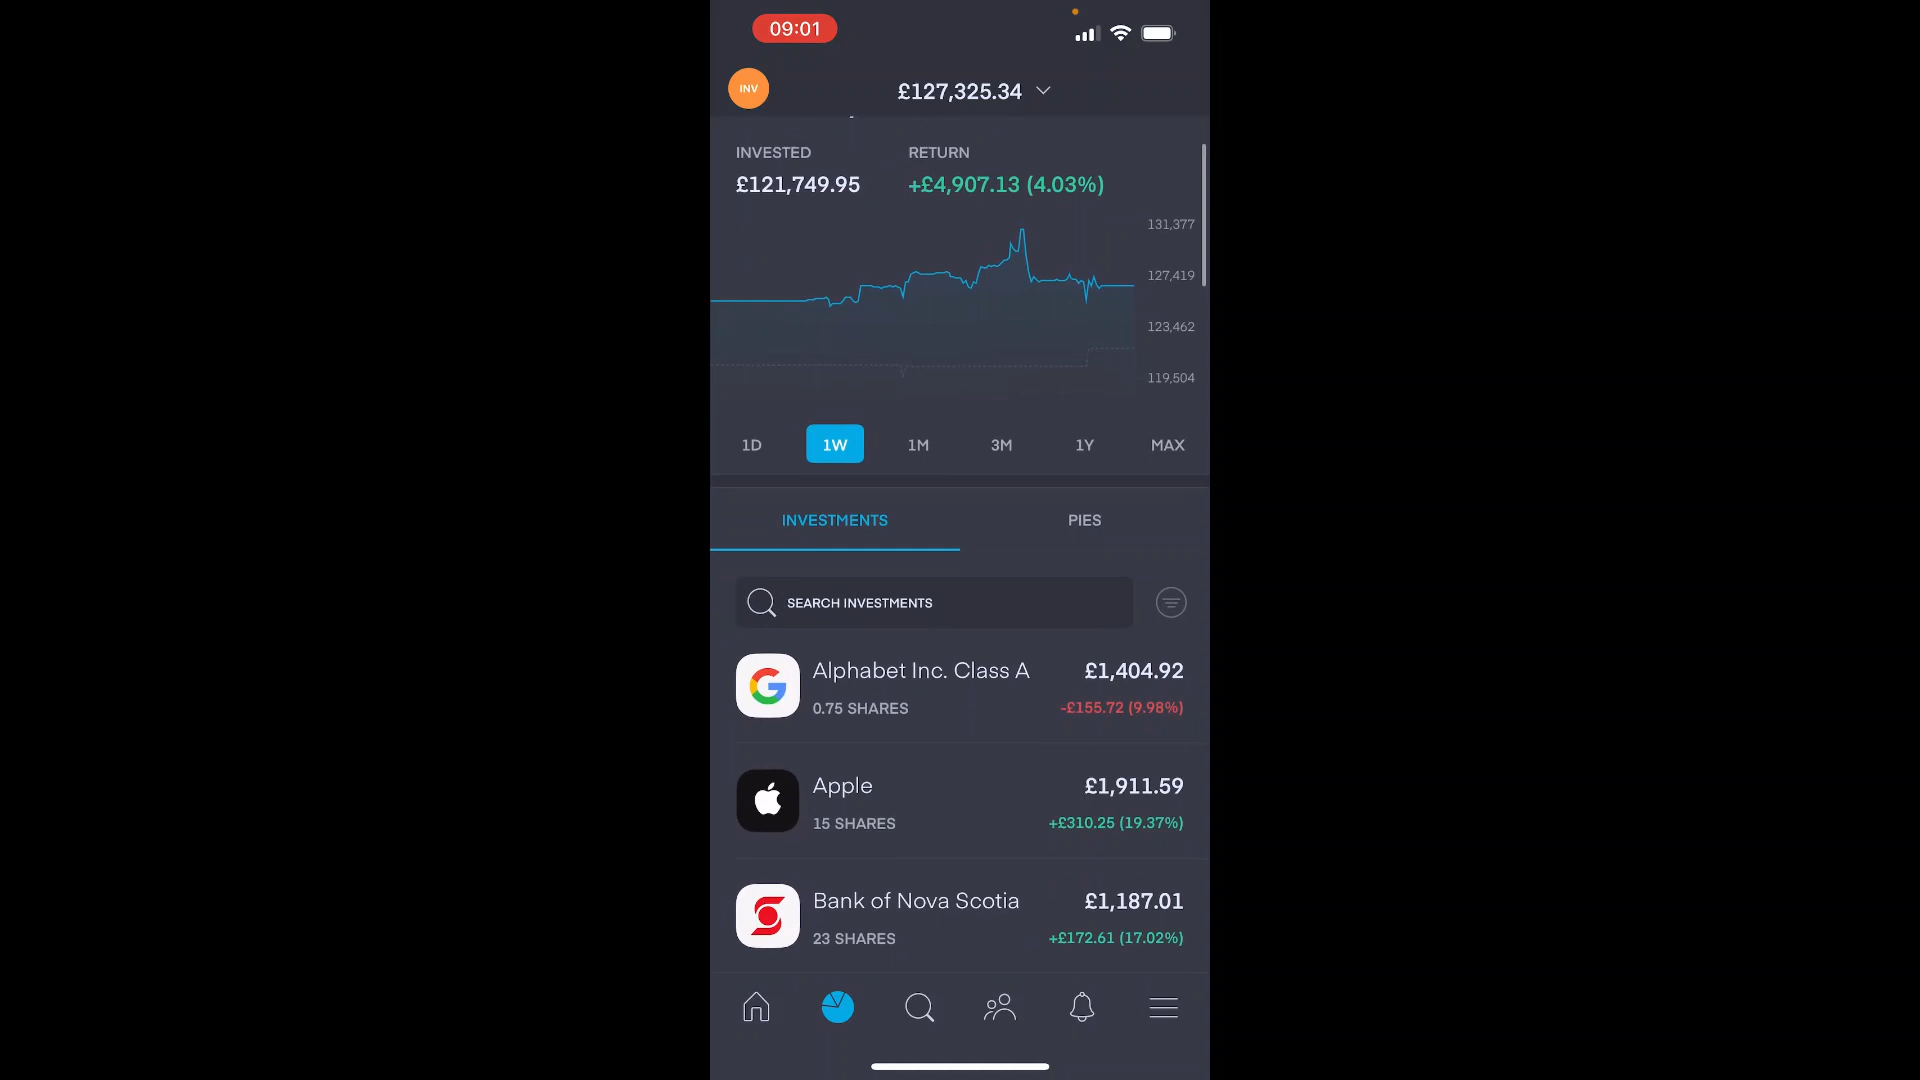 09:01
INV
£127,325.34
INVESTED
RETURN
£121,749.95
+£4,907.13 (4.03%)
131,377
127,419
123,462
119,504
1D
1W
1M
3M
1Y
MAX
INVESTMENTS
PIES
SEARCH INVESTMENTS
Alphabet Inc. Class A
£1,404.92
0.75 SHARES
-£155.72 (9.98%)
Apple
£1,911.59
15 SHARES
+£310.25 (19.37%)
Bank of Nova Scotia
£1,187.01
23 SHARES
+£172.61 (17.02%)